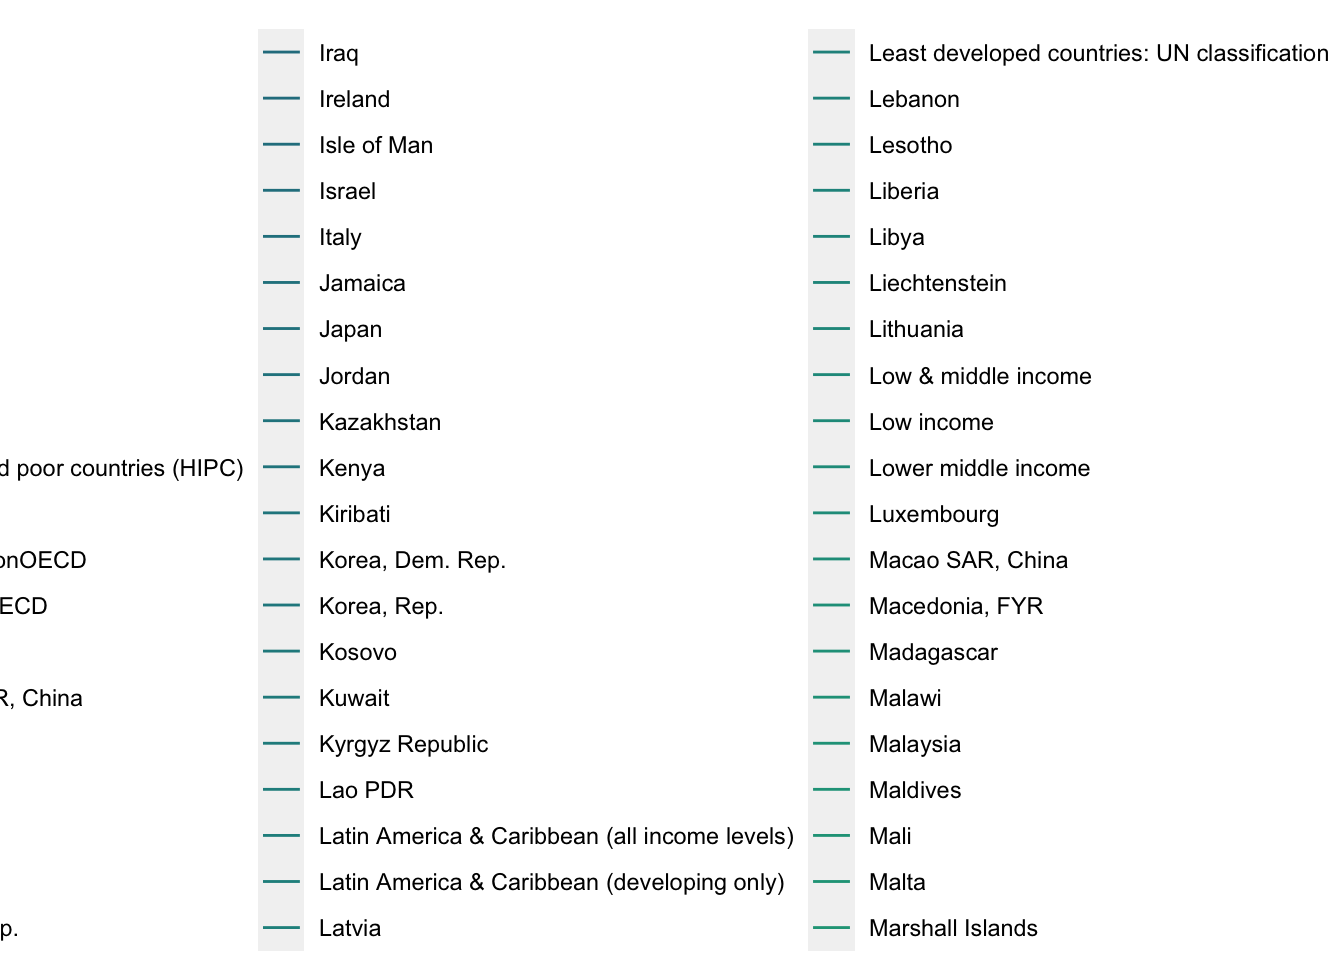 Iraq
Ireland
Isle of Man
Israel
Italy
Jamaica
Japan
Jordan
Kazakhstan
poor countries (HIPC)
Kenya
Kiribati
onOECD
Korea, Dem. Rep.
ECD
Korea, Rep.
Kosovo
R, China
Kuwait
Kyrgyz Republic
Lao PDR
Latin America & Caribbean (all income levels)
Latin America & Caribbean (developing only)
p.
Latvia
Least developed countries: UN classification
Lebanon
Lesotho
Liberia
Libya
Liechtenstein
Lithuania
Low & middle income
Low income
Lower middle income
Luxembourg
Macao SAR, China
Macedonia, FYR
Madagascar
Malawi
Malaysia
Maldives
Mali
Malta
Marshall Islands